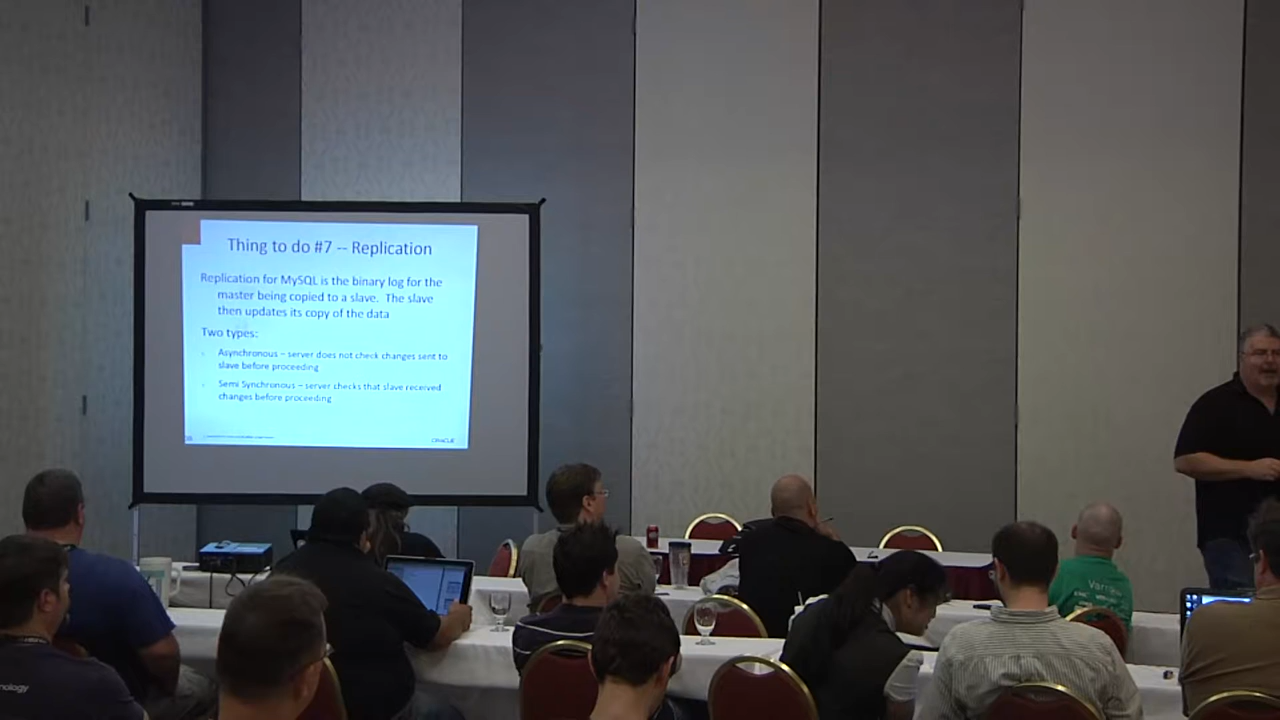 Thing to do #7 -- Replication
Replication for MySQL is the binary log for the
master being copied to a slave. The slave
then updates its copy of the data
Two types:
Asynchronous – server does not check changes sent to
slave before proceeding
Semi Synchronous – server checks that slave received
changes before proceeding
ORACLE
nology